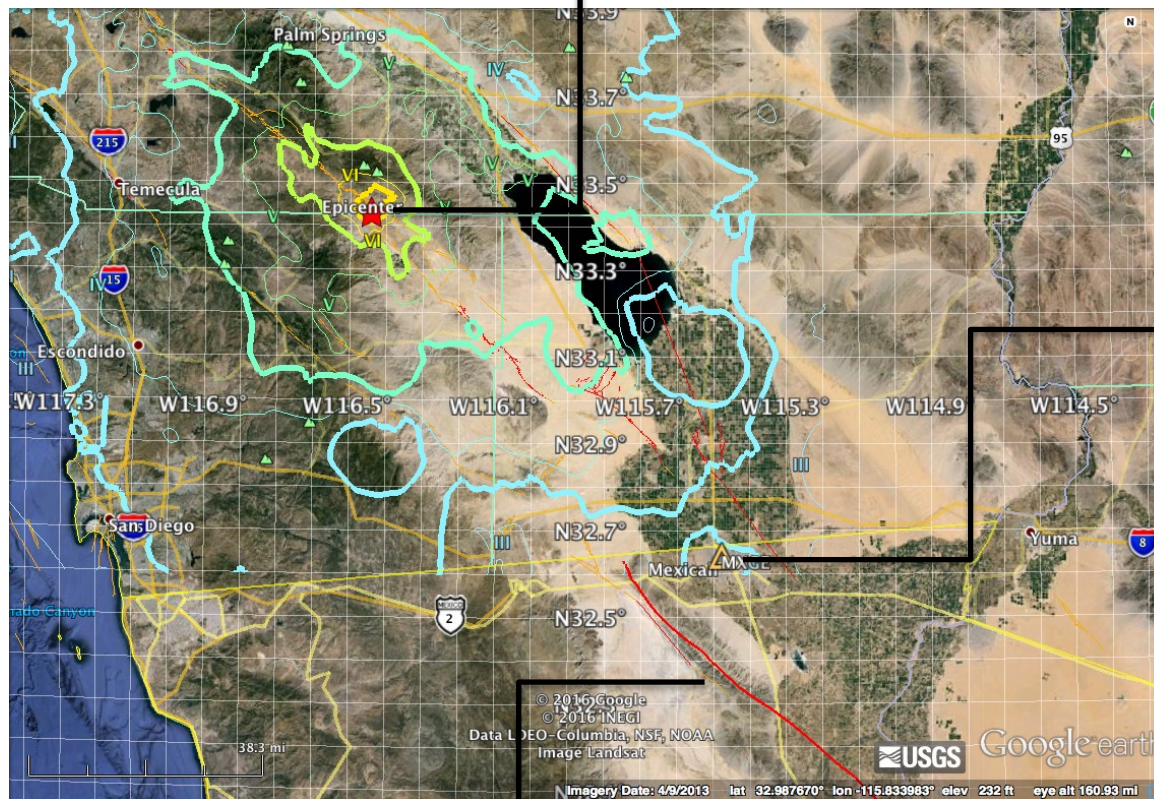 N33.9°
N
Palm Springs
V
IV
N33.7°
215
95
V
VI
V
N33.5°
Temecula
Epicenter
V
V
VI
N33.3°
IV
15
V
Escondido
III
N33.1°
W117.3°
W116.9°
W116.5°
W116.1°
W115.7°
W115.3°
W114.9°
W114.5°
N32.9°
III
San Diego
N32.7°
III
Yuma
8
Mexicali
MXGE
MEXICO
2
N32.5°
© 2016 Google
© 2016 INEGI
Data LDEO-Columbia, NSF, NOAA
Image Landsat
38.3 mi
USGS
Google earth
Imagery Date: 4/9/2013 lat 32.987670° lon -115.833983° elev 232 ft eye alt 160.93 mi